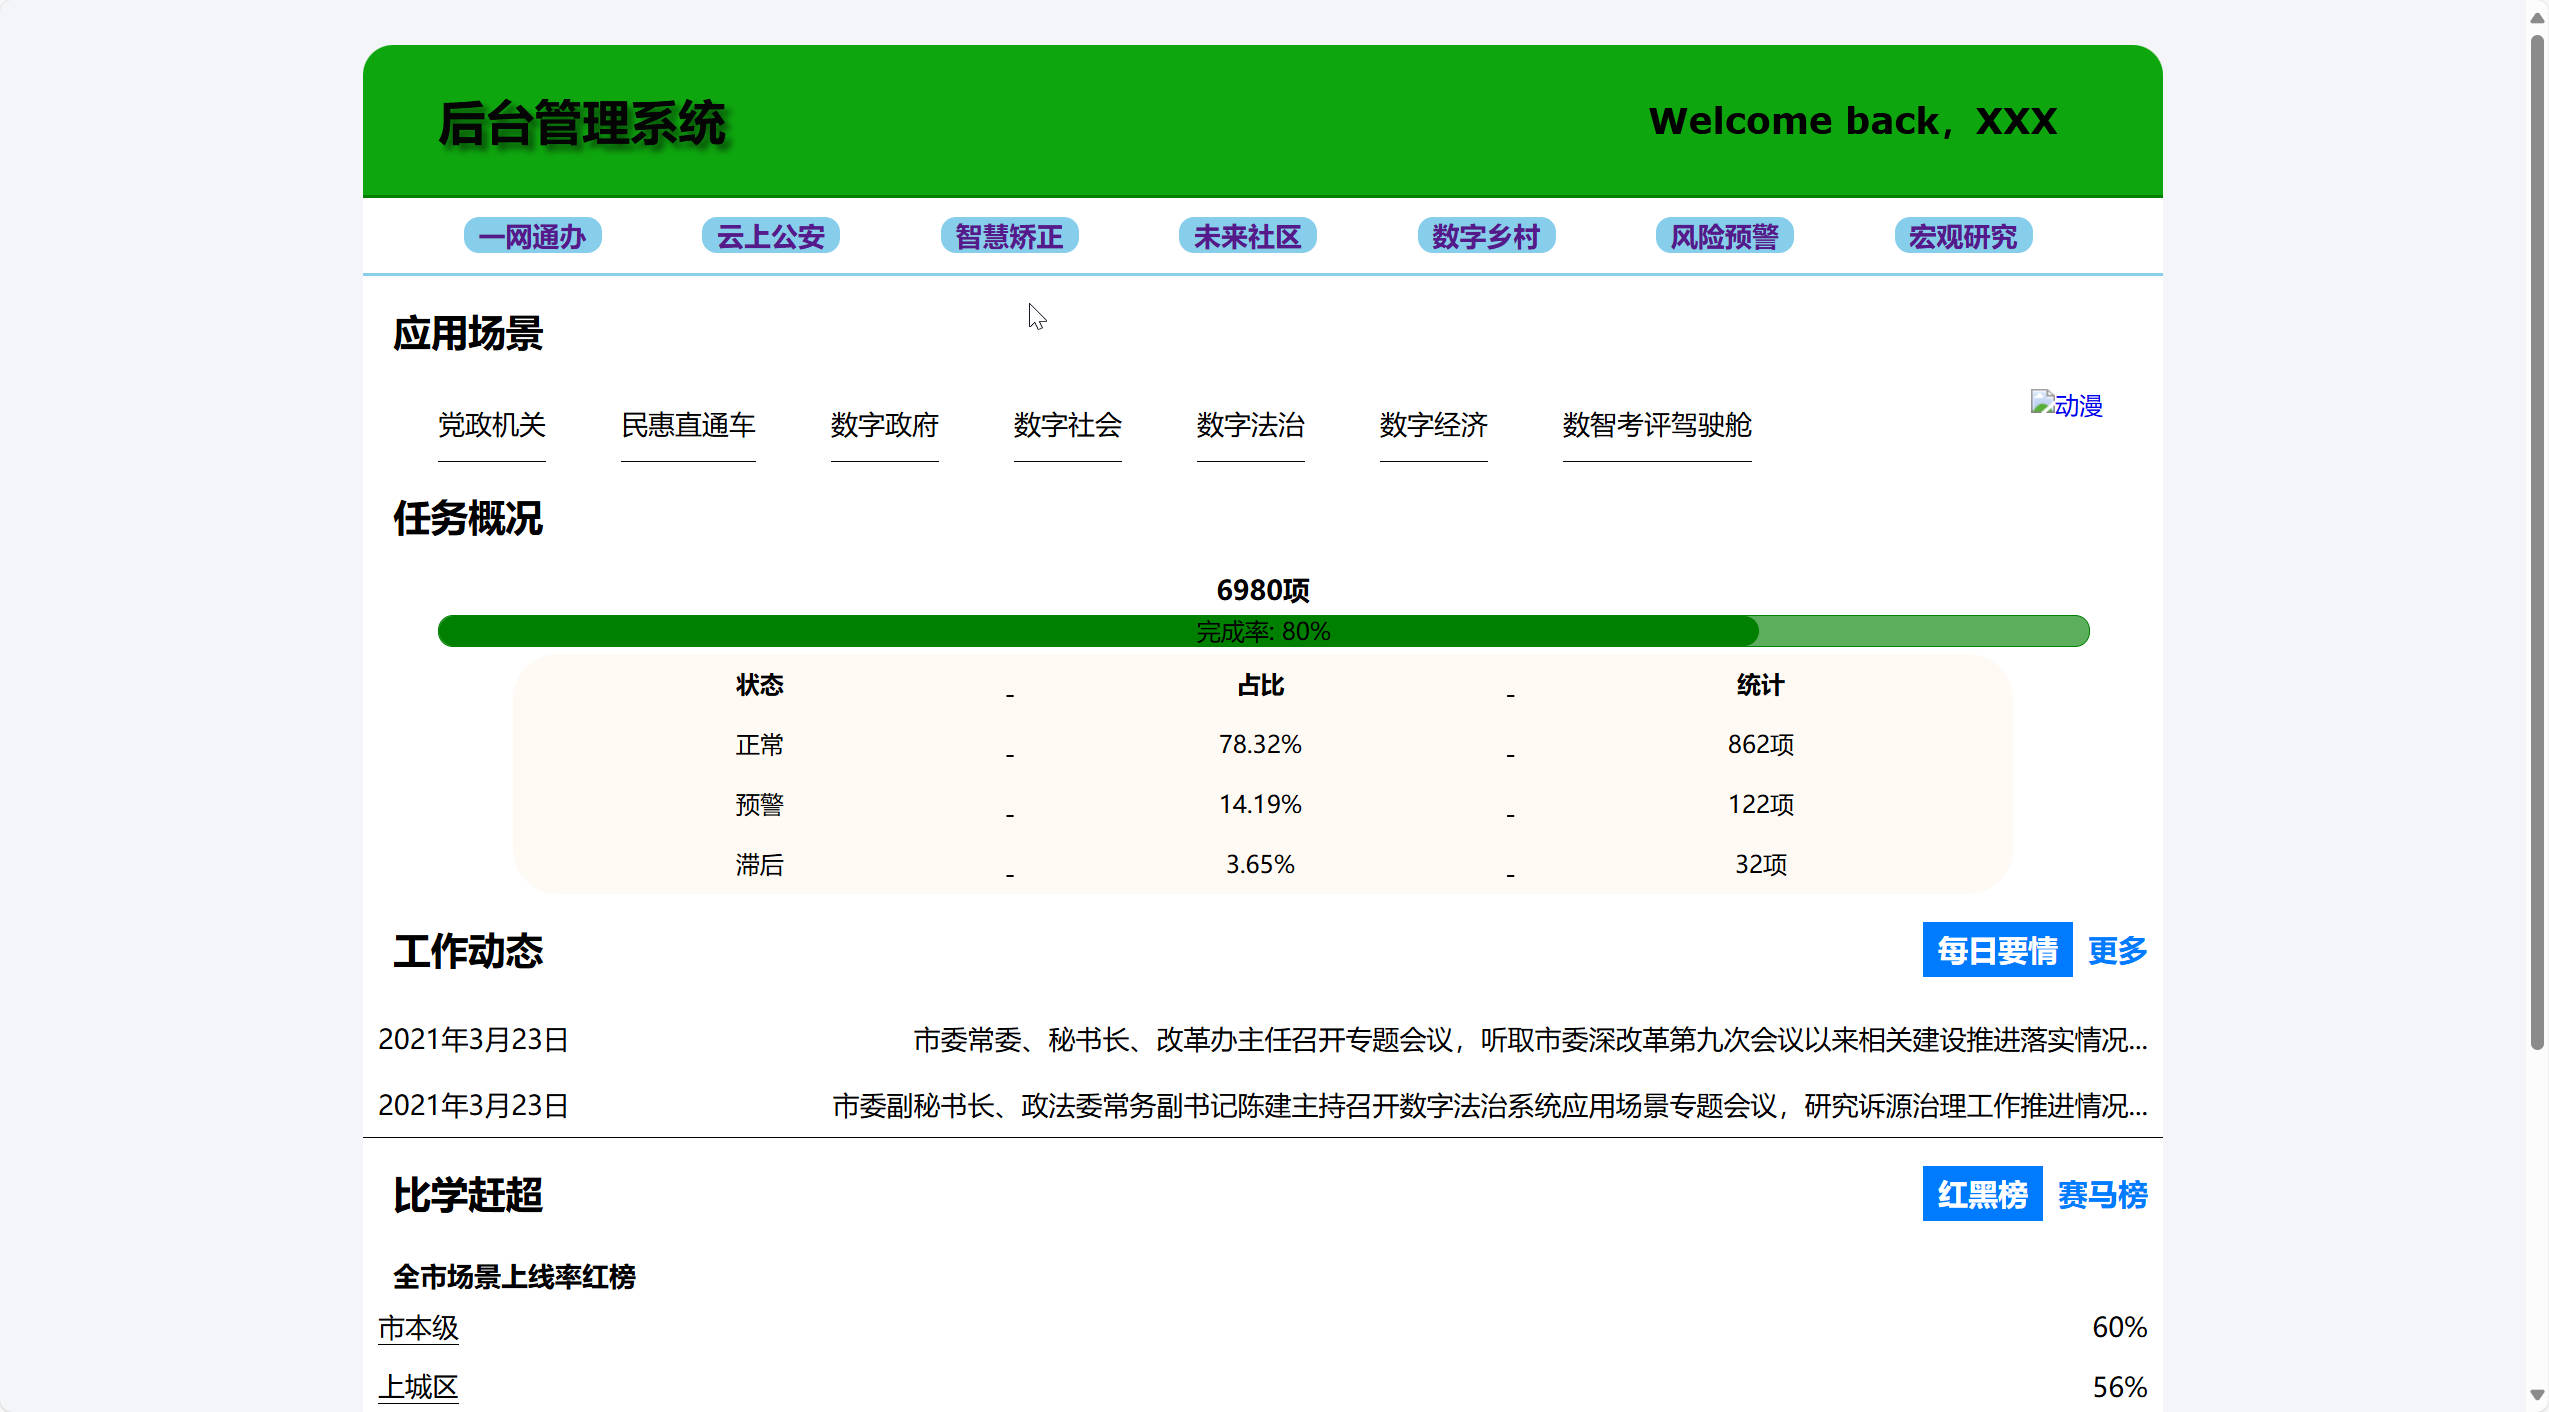 后台管理系统 Welcome back，XXX
一网通办 云上公安 智慧矫正 未来社区 数字乡村 风险预警 宏观研究
应用场景
党政机关 民惠直通车 数字政府 数字社会 数字法治 数字经济 数智考评驾驶舱 动漫
任务概况
6980项
完成率: 80%
状态 - 占比 - 统计
正常 - 78.32% - 862项
预警 - 14.19% - 122项
滞后 - 3.65% - 32项
工作动态 每日要情 更多
2021年3月23日 市委常委、秘书长、改革办主任召开专题会议，听取市委深改革第九次会议以来相关建设推进落实情况...
2021年3月23日 市委副秘书长、政法委常务副书记陈建主持召开数字法治系统应用场景专题会议，研究诉源治理工作推进情况...
比学赶超 红黑榜 赛马榜
全市场景上线率红榜
市本级 60%
上城区 56%